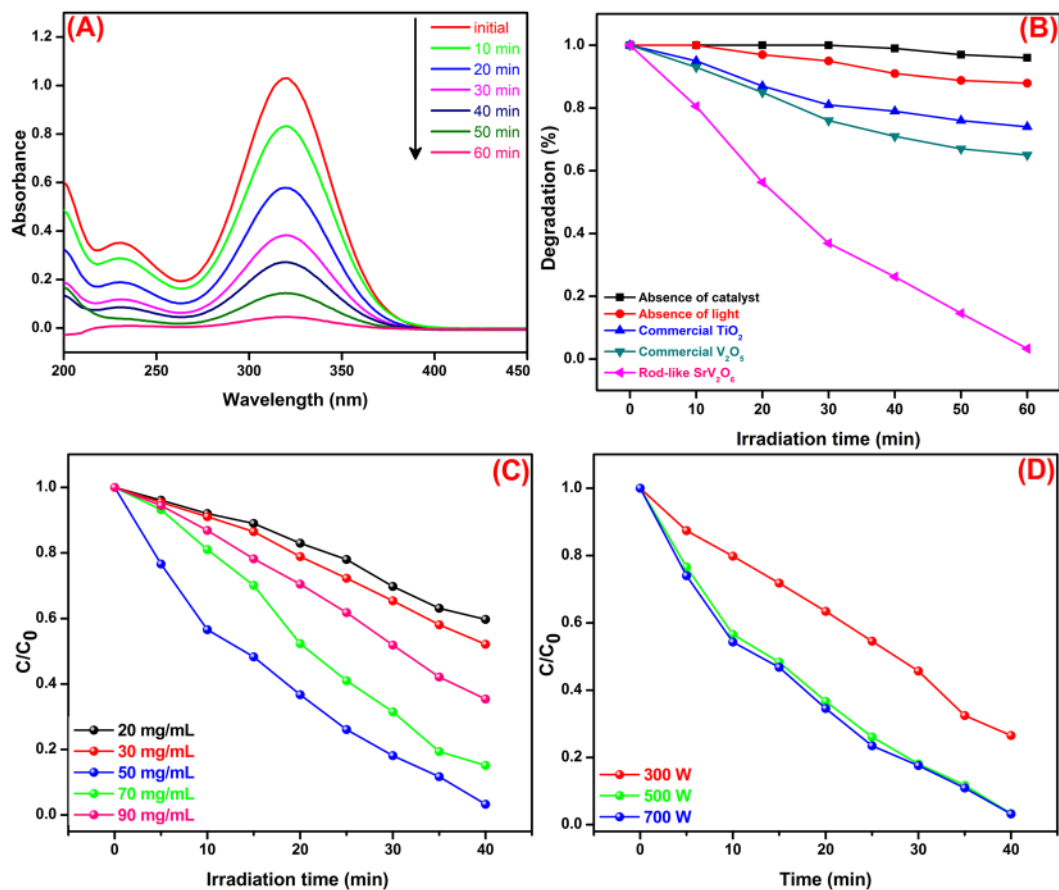 (A)
initial
10 min
20 min
30 min
40 min
50 min
60 min
1.2
1.0
0.8
0.6
0.4
0.2
0.0
Absorbance
200 250 300 350 400 450
Wavelength (nm)
(B)
1.0
0.8
0.6
0.4
0.2
0.0
Degradation (%)
Absence of catalyst
Absence of light
Commercial TiO₂
Commercial V₂O₅
Rod-like SrV₂O₆
0 10 20 30 40 50 60
Irradiation time (min)
(C)
1.0
0.8
0.6
0.4
0.2
0.0
C/C₀
20 mg/mL
30 mg/mL
50 mg/mL
70 mg/mL
90 mg/mL
0 10 20 30 40
Irradiation time (min)
(D)
1.0
0.8
0.6
0.4
0.2
0.0
C/C₀
300 W
500 W
700 W
0 10 20 30 40
Time (min)